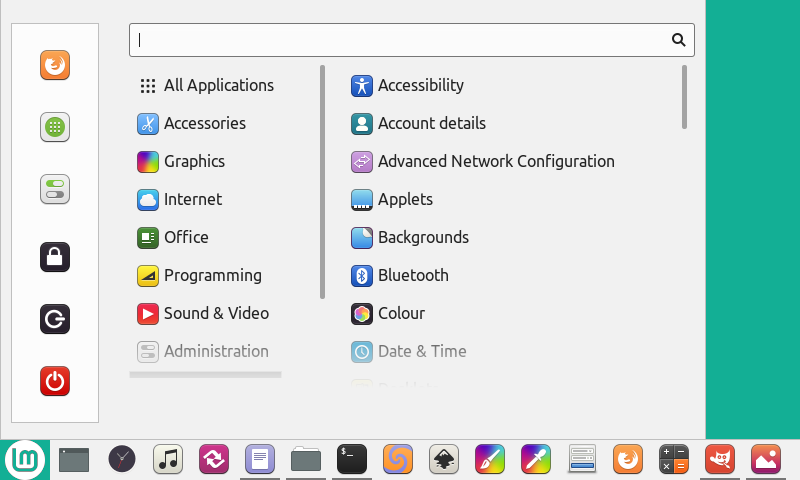 All Applications
Accessories
Graphics
Internet
Office
Programming
Sound & Video
Administration
Accessibility
Account details
Advanced Network Configuration
Applets
Backgrounds
Bluetooth
Colour
Date & Time
$_